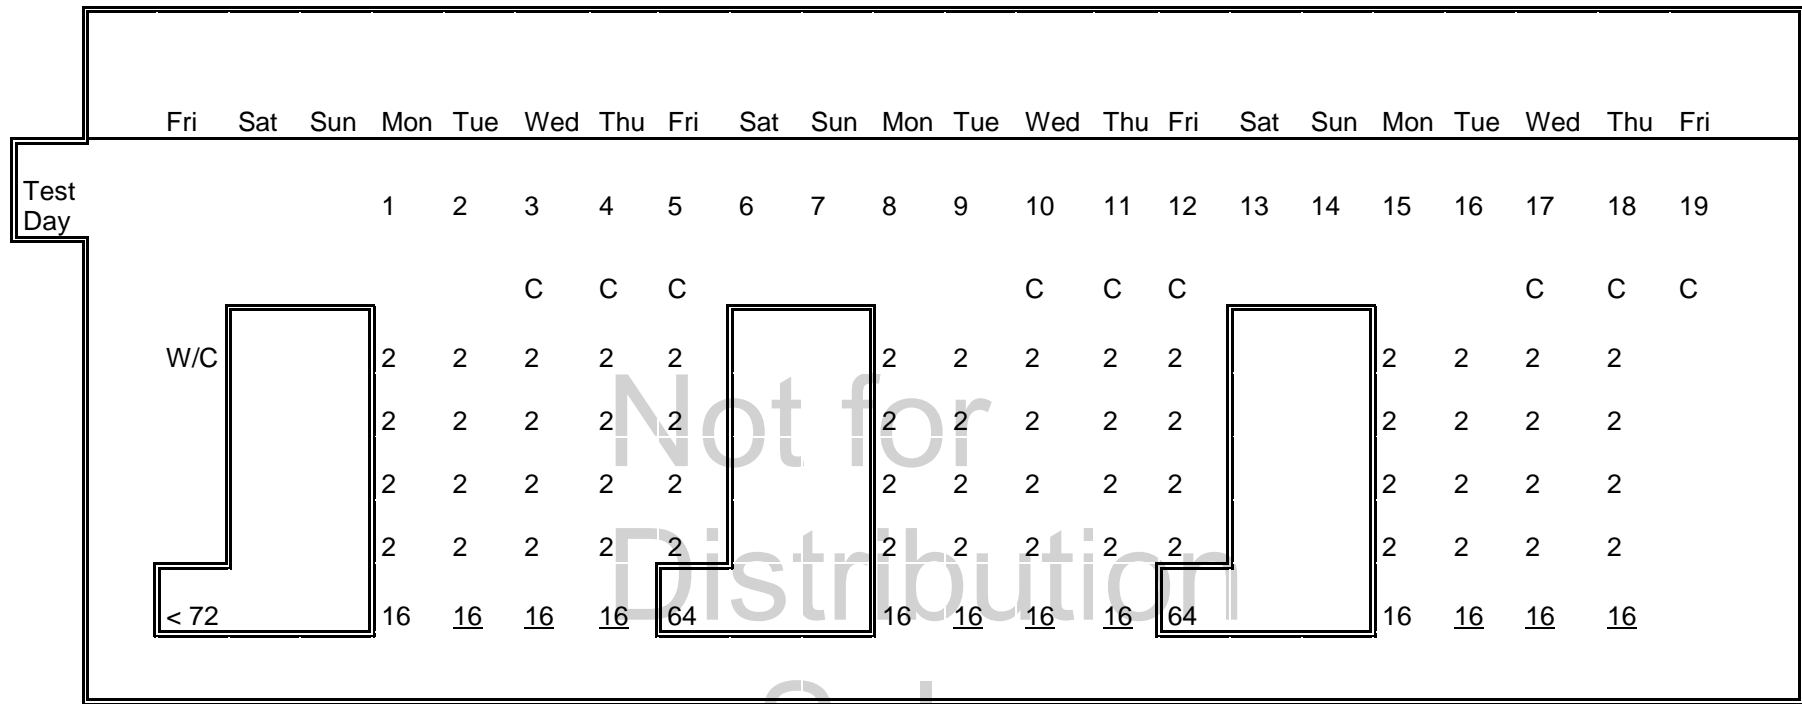 Fri Sat Sun Mon Tue Wed Thu Fri Sat Sun Mon Tue Wed Thu Fri Sat Sun Mon Tue Wed Thu Fri
Test
Day
1 2 3 4 5 6 7 8 9 10 11 12 13 14 15 16 17 18 19
C C C C C C C C C
W/C 2 2 2 2 2 2 2 2 2 2 2 2 2 2
2 2 2 2 2 2 2 2 2 2 2 2 2 2
2 2 2 2 2 2 2 2 2 2 2 2 2 2
2 2 2 2 2 2 2 2 2 2 2 2 2 2
< 72 16 16 16 16 64 16 16 16 16 64 16 16 16 16
Not for
Distribution